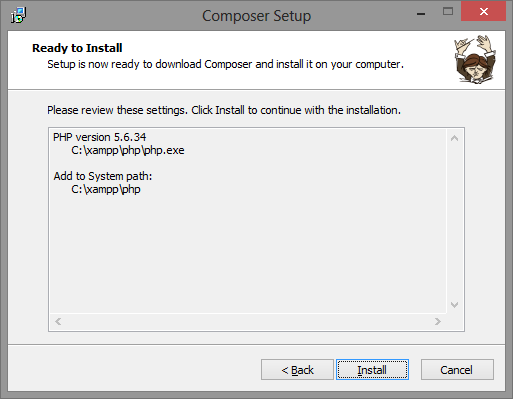 Composer Setup
Ready to Install
Setup is now ready to download Composer and install it on your computer.
Please review these settings. Click Install to continue with the installation.
PHP version 5.6.34
C:\xampp\php\php.exe
Add to System path:
C:\xampp\php
< Back
Install
Cancel